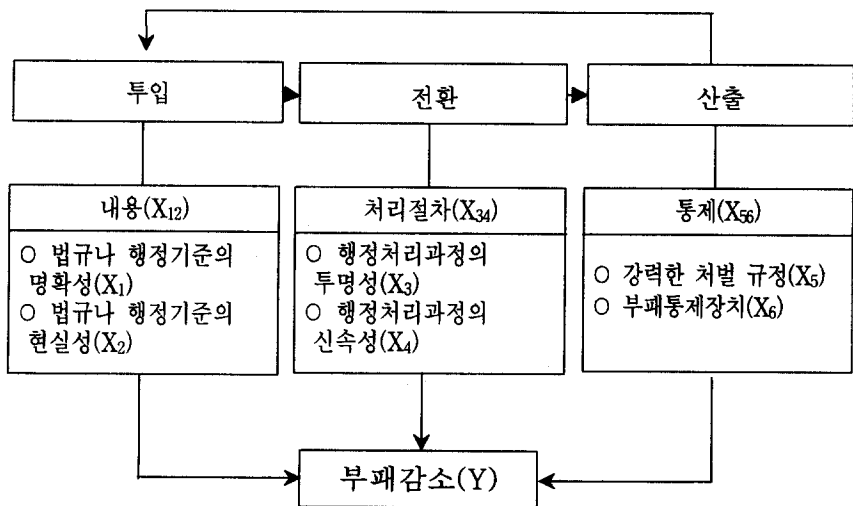 투입
전환
산출
내용(X12)
○ 법규나 행정기준의
명확성(X1)
○ 법규나 행정기준의
현실성(X2)
처리절차(X34)
○ 행정처리과정의
투명성(X3)
○ 행정처리과정의
신속성(X4)
통제(X56)
○ 강력한 처벌 규정(X5)
○ 부패통제장치(X6)
부패감소(Y)